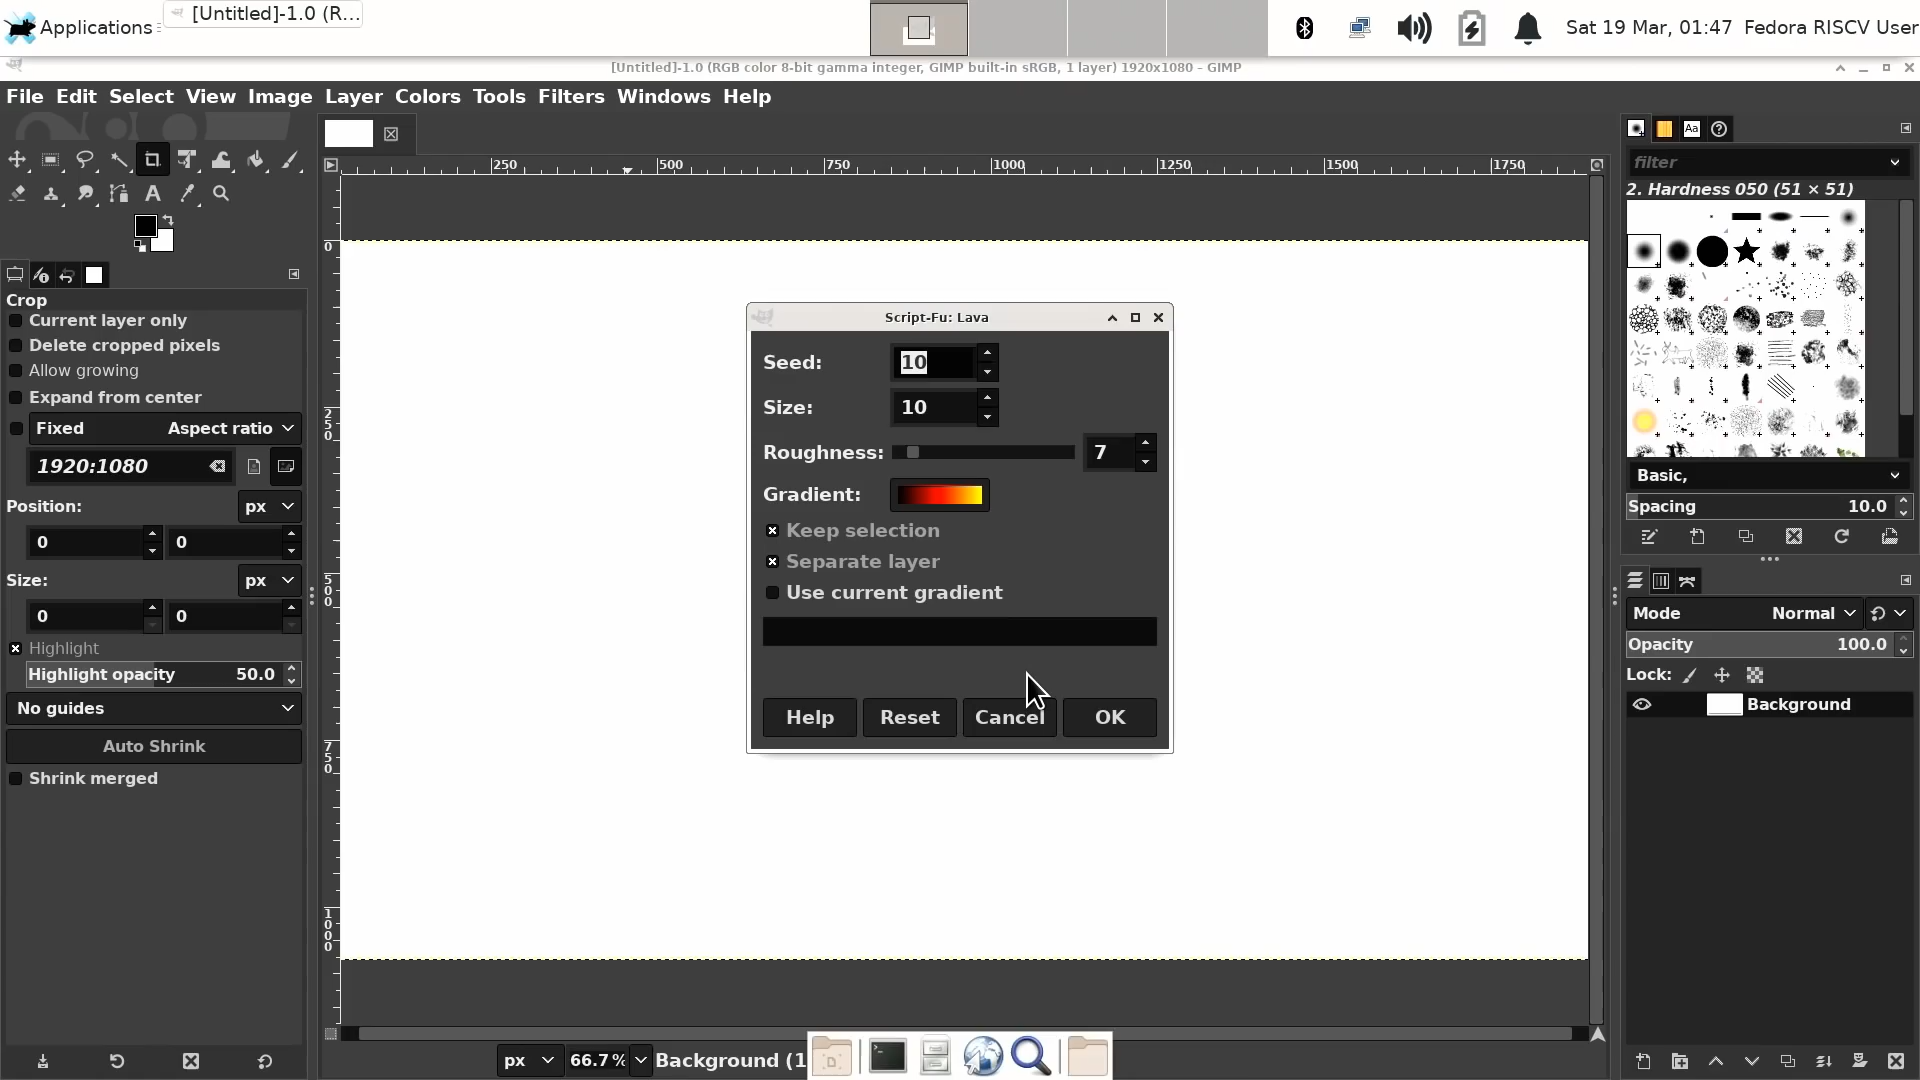 Applications
[Untitled]-1.0 (R...
Sat 19 Mar, 01:47 Fedora RISCV User
[Untitled]-1.0 (RGB color 8-bit gamma integer, GIMP built-in sRGB, 1 layer) 1920x1080 – GIMP
File Edit Select View Image Layer Colors Tools Filters Windows Help
250 500 750 1000 1250 1500 1750
0
250
500
750
1000
Crop
Current layer only
Delete cropped pixels
Allow growing
Expand from center
Fixed Aspect ratio
1920:1080
Position: px
0 0
Size: px
0 0
Highlight
Highlight opacity 50.0
No guides
Auto Shrink
Shrink merged
Script-Fu: Lava
Seed: 10
Size: 10
Roughness: 7
Gradient:
Keep selection
Separate layer
Use current gradient
Help Reset Cancel OK
px 66.7% Background (1
Aa
filter
2. Hardness 050 (51 × 51)
Basic,
Spacing 10.0
Mode Normal
Opacity 100.0
Lock:
Background